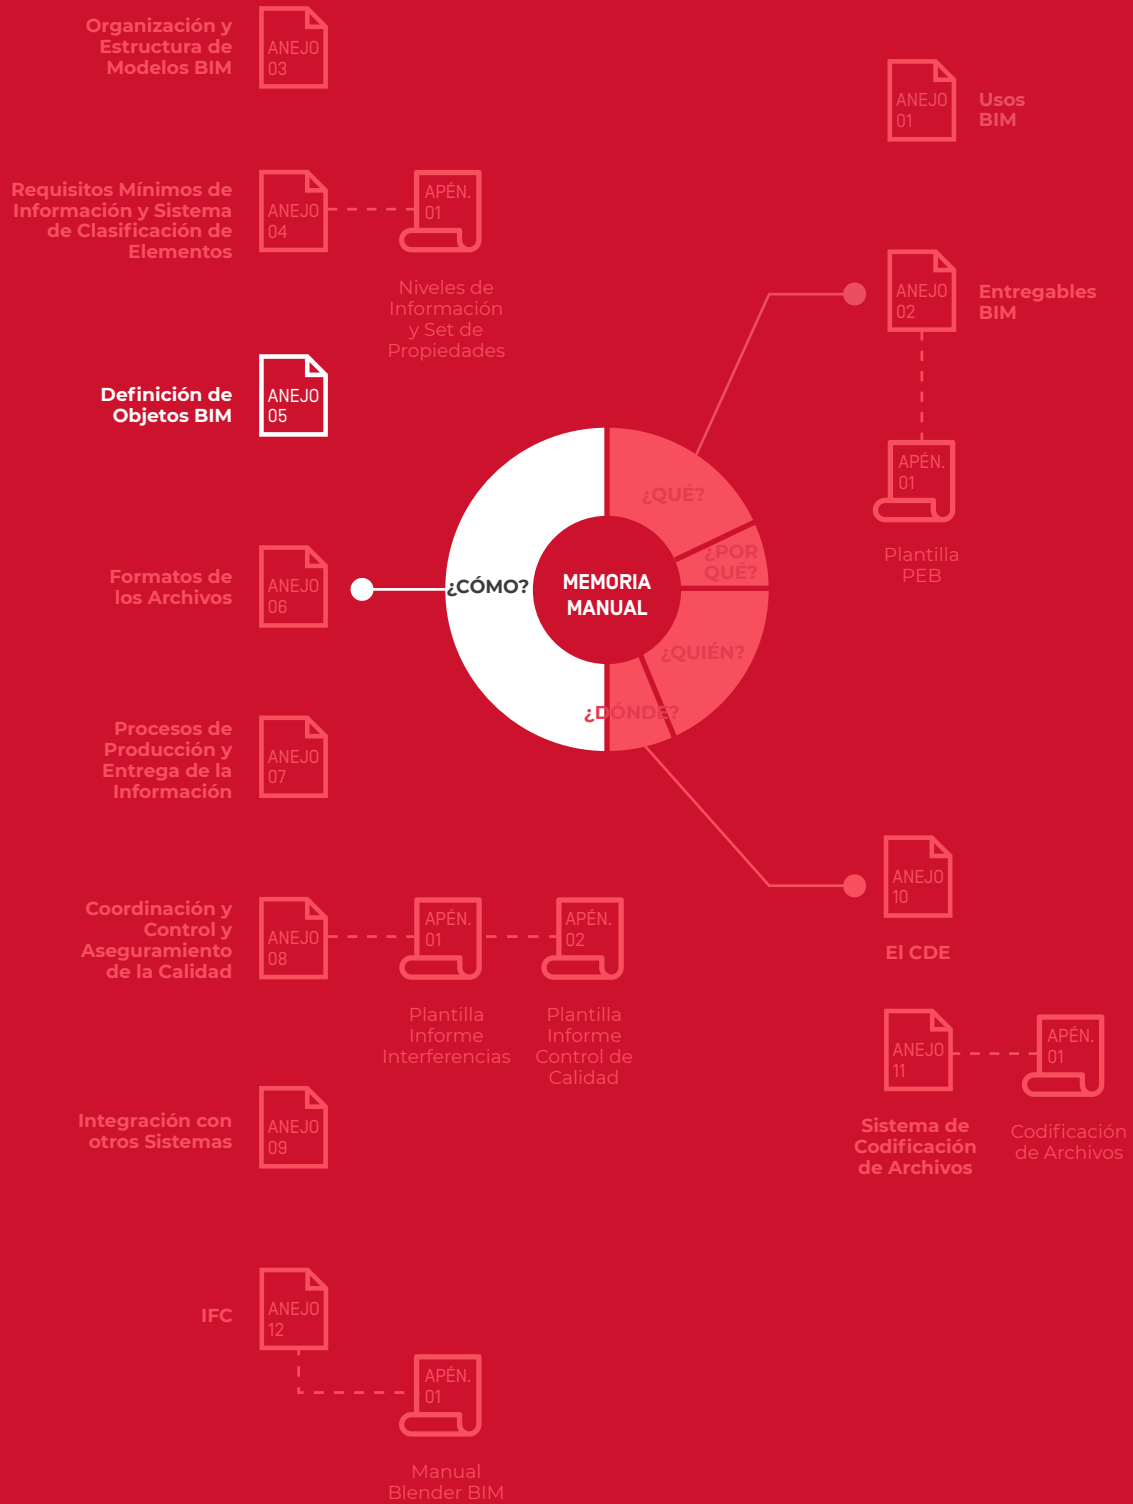 Organización y
Estructura de
Modelos BIM
ANEJO
03
ANEJO
01
Usos
BIM
Requisitos Mínimos de
Información y Sistema
de Clasificación de
Elementos
ANEJO
04
APÉN.
01
Niveles de
Información
y Set de
Propiedades
ANEJO
02
Entregables
BIM
Definición de
Objetos BIM
ANEJO
05
APÉN.
01
Plantilla
PEB
¿QUÉ?
¿POR
QUÉ?
¿CÓMO?
MEMORIA
MANUAL
¿QUIÉN?
¿DÓNDE?
Formatos de
los Archivos
ANEJO
06
Procesos de
Producción y
Entrega de la
Información
ANEJO
07
ANEJO
10
El CDE
Coordinación y
Control y
Aseguramiento
de la Calidad
ANEJO
08
APÉN.
01
Plantilla
Informe
Interferencias
APÉN.
02
Plantilla
Informe
Control de
Calidad
ANEJO
11
Sistema de
Codificación
de Archivos
APÉN.
01
Codificación
de Archivos
Integración con
otros Sistemas
ANEJO
09
IFC
ANEJO
12
APÉN.
01
Manual
Blender BIM